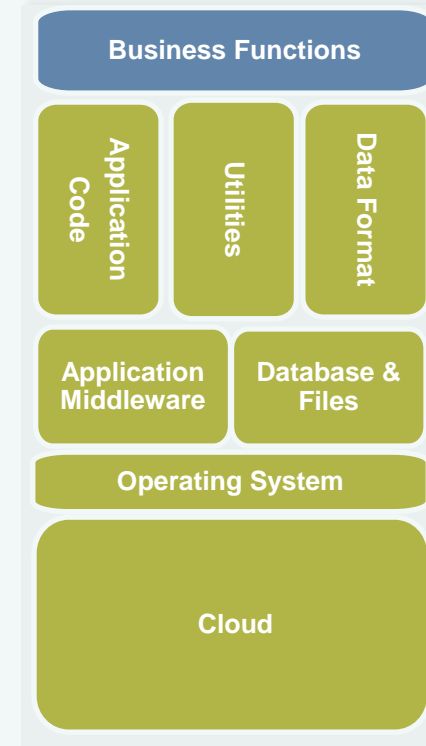 Business Functions
Application
Code
Utilities
Data Format
Application
Middleware
Database &
Files
Operating System
Cloud